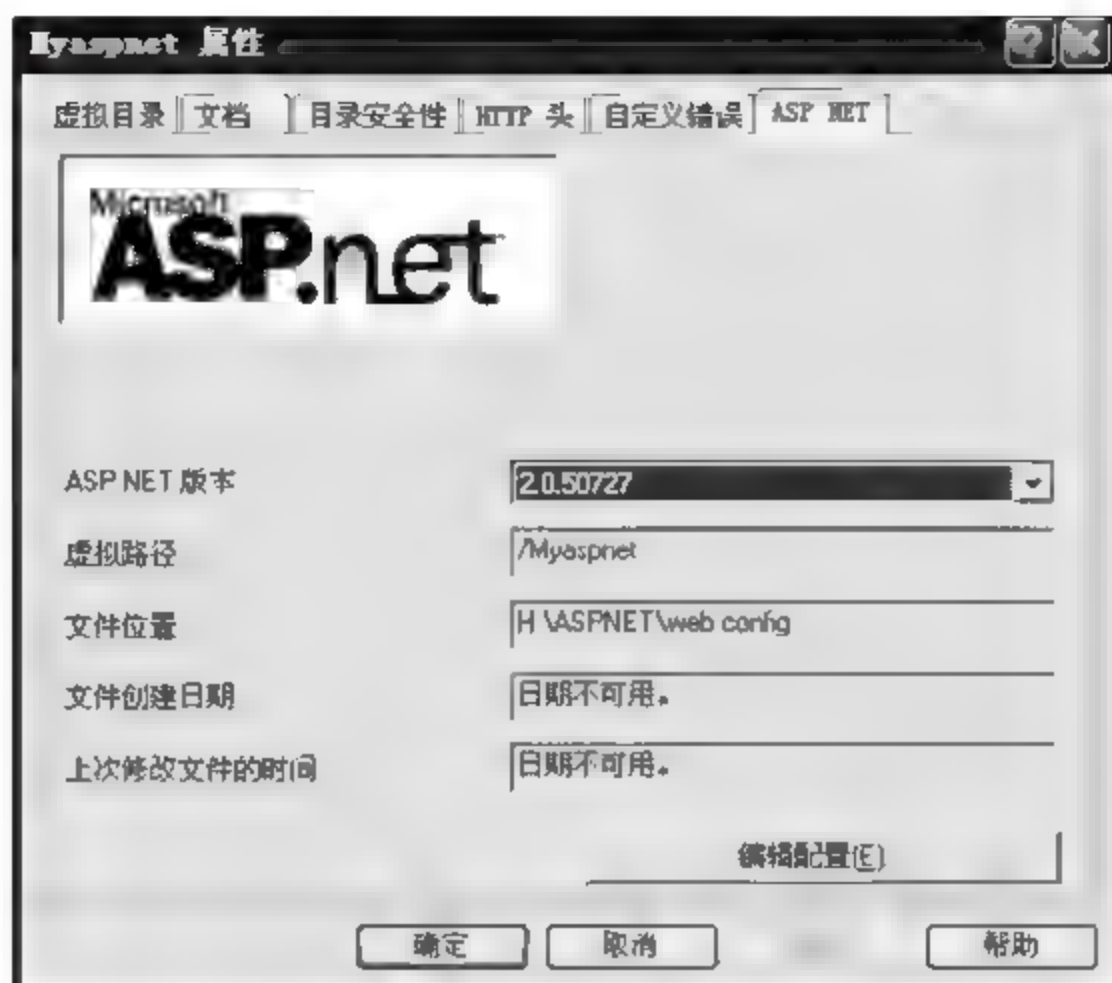 Myaspnet 属性
虚拟目录 文档 目录安全性 HTTP 头 自定义错误 ASP NET
Microsoft
ASP.net
ASP NET 版本 2.0.50727
虚拟路径 /Myaspnet
文件位置 H \ASPNET\web config
文件创建日期 日期不可用。
上次修改文件的时间 日期不可用。
编辑配置(E)
确定 取消 帮助